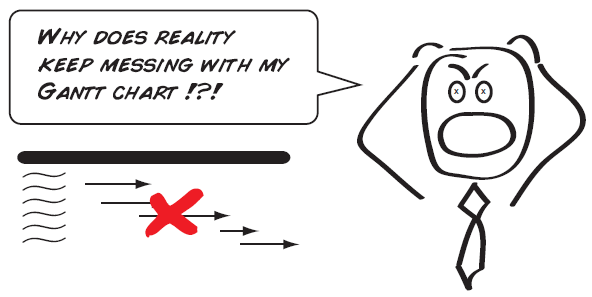 Why does reality
keep messing with my
Gantt chart !?!